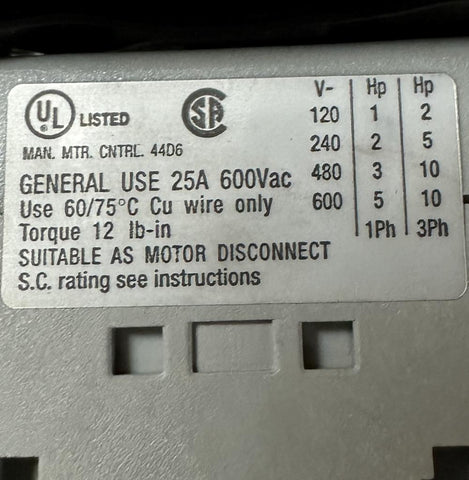 UL LISTED
SA
MAN. MTR. CNTRL. 44D6
GENERAL USE 25A 600Vac
Use 60/75°C Cu wire only
Torque 12 lb-in
SUITABLE AS MOTOR DISCONNECT
S.C. rating see instructions
V~ Hp Hp
120 1 2
240 2 5
480 3 10
600 5 10
1Ph 3Ph